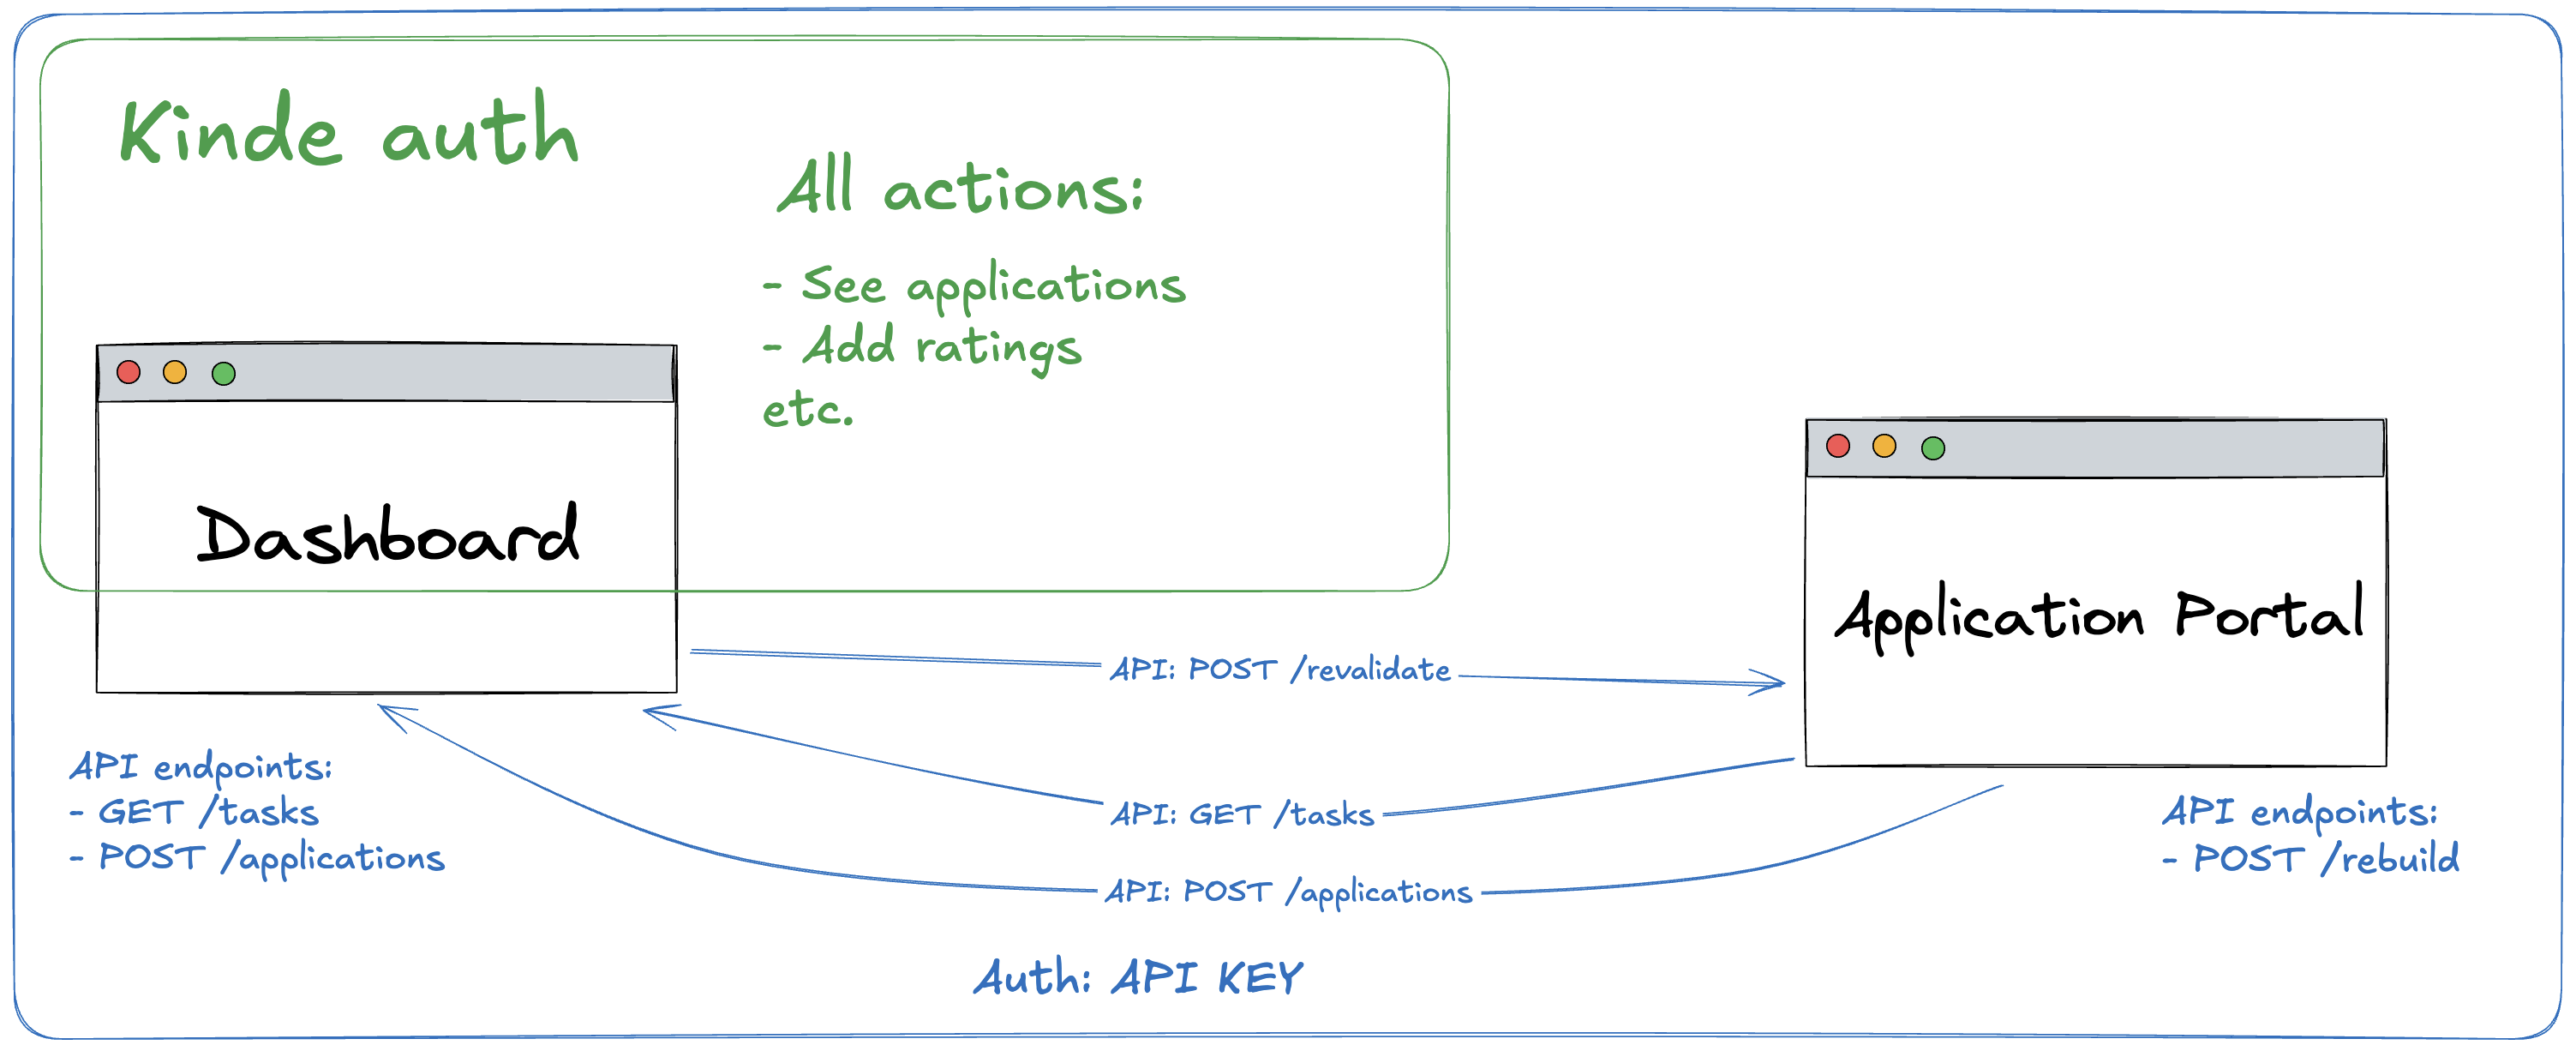 Kinde auth
All actions:
- See applications
- Add ratings
etc.
Dashboard
Application Portal
API: POST /revalidate
API endpoints:
- GET /tasks
- POST /applications
API: GET /tasks
API: POST /applications
API endpoints:
- POST /rebuild
Auth: API KEY